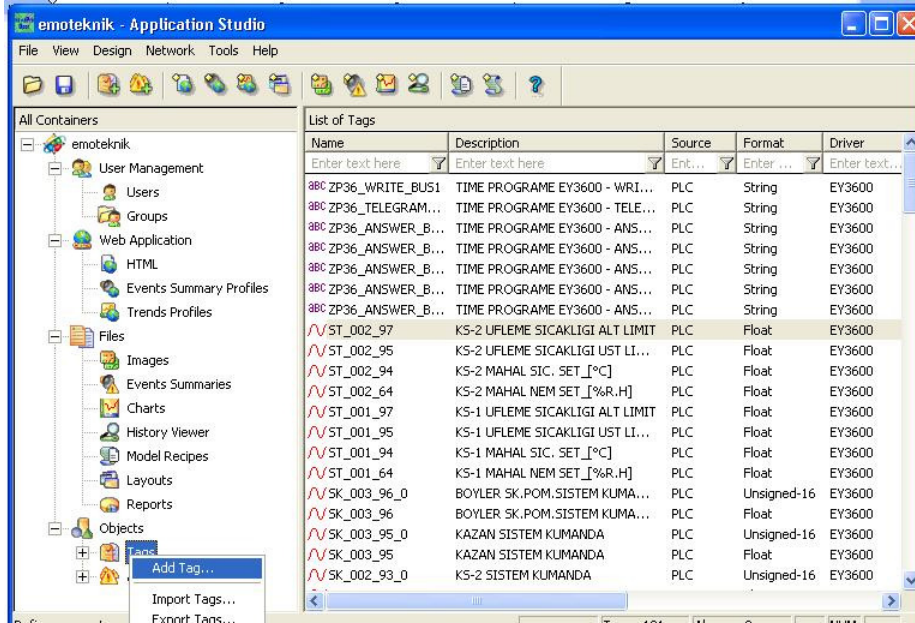 emoteknik - Application Studio
File View Design Network Tools Help
All Containers
emoteknik
User Management
Users
Groups
Web Application
HTML
Events Summary Profiles
Trends Profiles
Files
Images
Events Summaries
Charts
History Viewer
Model Recipes
Layouts
Reports
Objects
Tags
Add Tag...
Import Tags...
Export Tags...
List of Tags
Name Description Source Format Driver
Enter text here Enter text here Ent... Enter ... Enter text...
aBC ZP36_WRITE_BUS1 TIME PROGRAME EY3600 - WRI... PLC String EY3600
aBC ZP36_TELEGRAM... TIME PROGRAME EY3600 - TELE... PLC String EY3600
aBC ZP36_ANSWER_B... TIME PROGRAME EY3600 - ANS... PLC String EY3600
aBC ZP36_ANSWER_B... TIME PROGRAME EY3600 - ANS... PLC String EY3600
aBC ZP36_ANSWER_B... TIME PROGRAME EY3600 - ANS... PLC String EY3600
aBC ZP36_ANSWER_B... TIME PROGRAME EY3600 - ANS... PLC String EY3600
ST_002_97 KS-2 UFLEME SICAKLIGI ALT LIMIT PLC Float EY3600
ST_002_95 KS-2 UFLEME SICAKLIGI UST LI... PLC Float EY3600
ST_002_94 KS-2 MAHAL SIC. SET_[°C] PLC Float EY3600
ST_002_64 KS-2 MAHAL NEM SET_[%R.H] PLC Float EY3600
ST_001_97 KS-1 UFLEME SICAKLIGI ALT LIMIT PLC Float EY3600
ST_001_95 KS-1 UFLEME SICAKLIGI UST LI... PLC Float EY3600
ST_001_94 KS-1 MAHAL SIC. SET_[°C] PLC Float EY3600
ST_001_64 KS-1 MAHAL NEM SET_[%R.H] PLC Float EY3600
SK_003_96_0 BOYLER SK.POM.SISTEM KUMA... PLC Unsigned-16 EY3600
SK_003_96 BOYLER SK.POM.SISTEM KUMA... PLC Float EY3600
SK_003_95_0 KAZAN SISTEM KUMANDA PLC Unsigned-16 EY3600
SK_003_95 KAZAN SISTEM KUMANDA PLC Float EY3600
SK_002_93_0 KS-2 SISTEM KUMANDA PLC Unsigned-16 EY3600